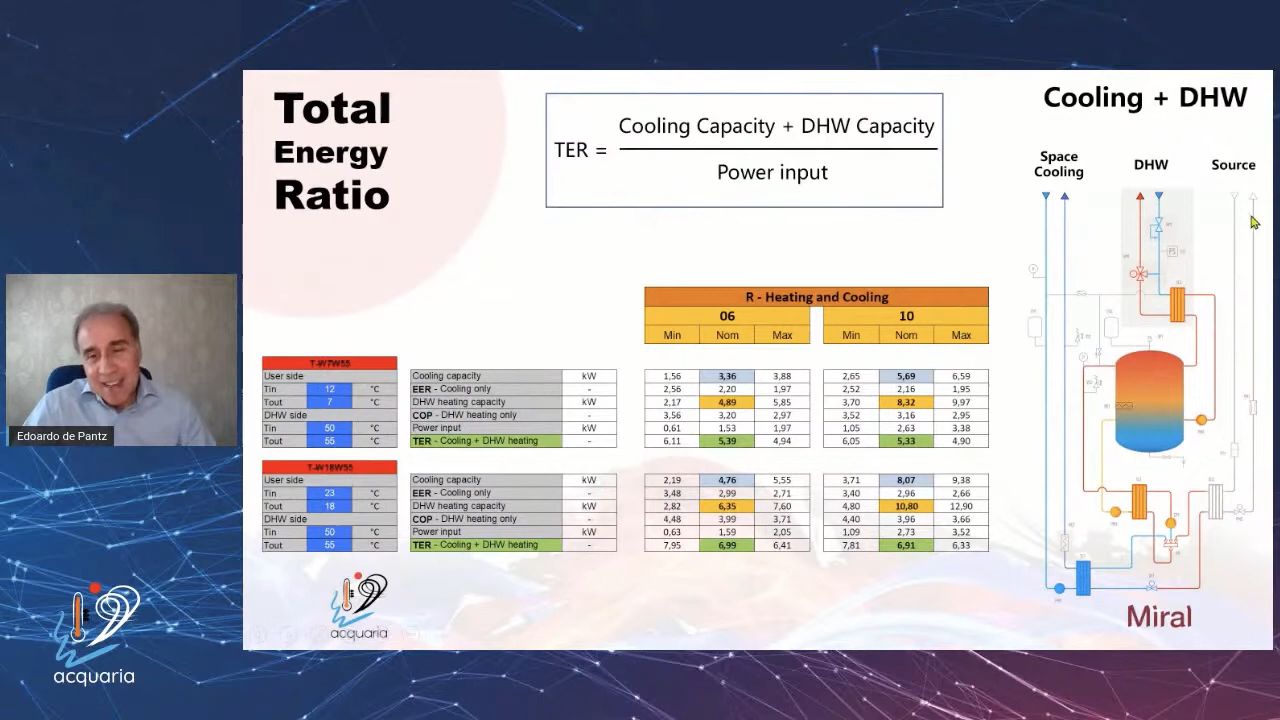 Total
Energy
Ratio
TER =
Cooling Capacity + DHW Capacity
Power input
Cooling + DHW
Space
Cooling
DHW
Source
R - Heating and Cooling
06
10
Min Nom Max Min Nom Max
T-W7W55
User side
Tin 12 °C
Tout 7 °C
DHW side
Tin 50 °C
Tout 55 °C
Cooling capacity kW 1,56 3,36 3,88 2,65 5,69 6,59
EER - Cooling only - 2,56 2,20 1,97 2,52 2,16 1,95
DHW heating capacity kW 2,17 4,89 5,85 3,70 8,32 9,97
COP - DHW heating only - 3,56 3,20 2,97 3,52 3,16 2,95
Power input kW 0,61 1,53 1,97 1,05 2,63 3,38
TER - Cooling + DHW heating - 6,11 5,39 4,94 6,05 5,33 4,90
T-W18W55
User side
Tin 23 °C
Tout 18 °C
DHW side
Tin 50 °C
Tout 55 °C
Cooling capacity kW 2,19 4,76 5,55 3,71 8,07 9,38
EER - Cooling only - 3,48 2,99 2,71 3,40 2,96 2,66
DHW heating capacity kW 2,82 6,35 7,60 4,80 10,80 12,90
COP - DHW heating only - 4,48 3,99 3,71 4,40 3,96 3,66
Power input kW 0,63 1,59 2,05 1,09 2,73 3,52
TER - Cooling + DHW heating - 7,95 6,99 6,41 7,81 6,91 6,33
Edoardo de Pantz
acquaria
acquaria
Miral